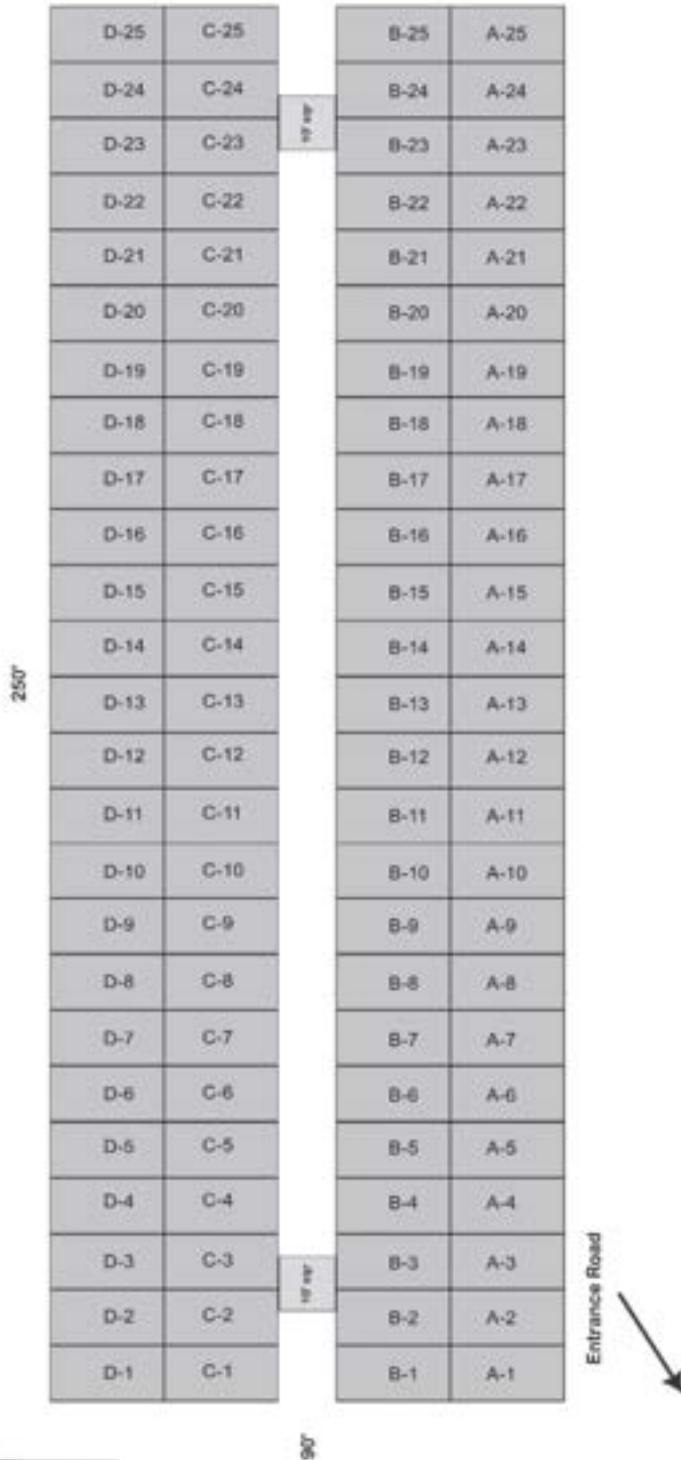 D-25 C-25 B-25 A-25
D-24 C-24 B-24 A-24
D-23 C-23 B-23 A-23
D-22 C-22 B-22 A-22
D-21 C-21 B-21 A-21
D-20 C-20 B-20 A-20
D-19 C-19 B-19 A-19
D-18 C-18 B-18 A-18
D-17 C-17 B-17 A-17
D-16 C-16 B-16 A-16
D-15 C-15 B-15 A-15
D-14 C-14 B-14 A-14
250'
D-13 C-13 B-13 A-13
D-12 C-12 B-12 A-12
D-11 C-11 B-11 A-11
D-10 C-10 B-10 A-10
D-9 C-9 B-9 A-9
D-8 C-8 B-8 A-8
D-7 C-7 B-7 A-7
D-6 C-6 B-6 A-6
D-5 C-5 B-5 A-5
D-4 C-4 B-4 A-4
D-3 C-3 B-3 A-3
Entrance Road
D-2 C-2 B-2 A-2
D-1 C-1 B-1 A-1
90'